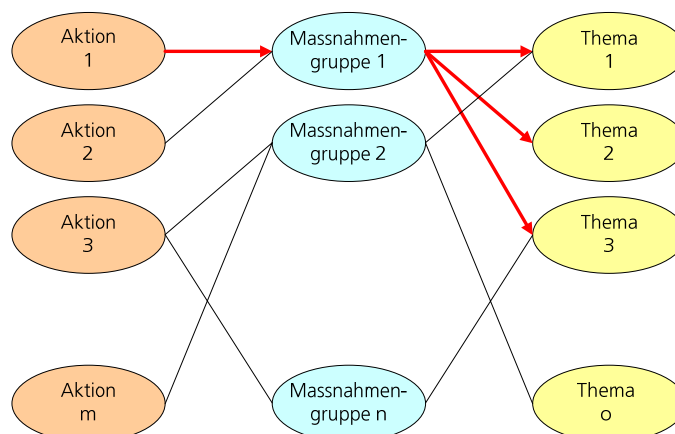 Aktion
1
Massnahmen-
gruppe 1
Thema
1
Aktion
2
Massnahmen-
gruppe 2
Thema
2
Aktion
3
Thema
3
Aktion
m
Massnahmen-
gruppe n
Thema
o